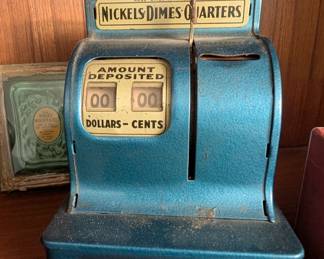 NICKELS-DIMES-QUARTERS
AMOUNT
DEPOSITED
00 00
DOLLARS-CENTS